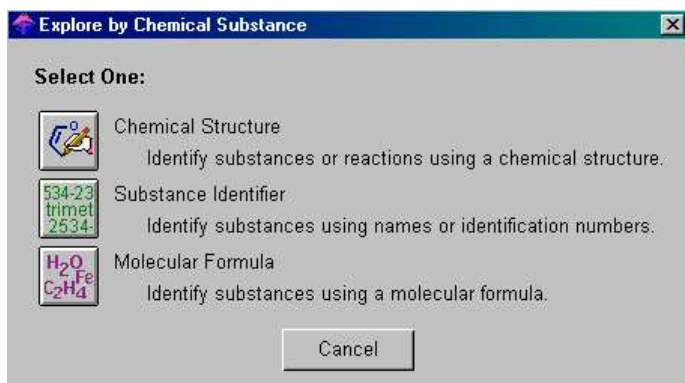 Explore by Chemical Substance
Select One:
Chemical Structure
Identify substances or reactions using a chemical structure.
534-23
trimet
2534-
Substance Identifier
Identify substances using names or identification numbers.
H2O
Fe
C2H4
Molecular Formula
Identify substances using a molecular formula.
Cancel